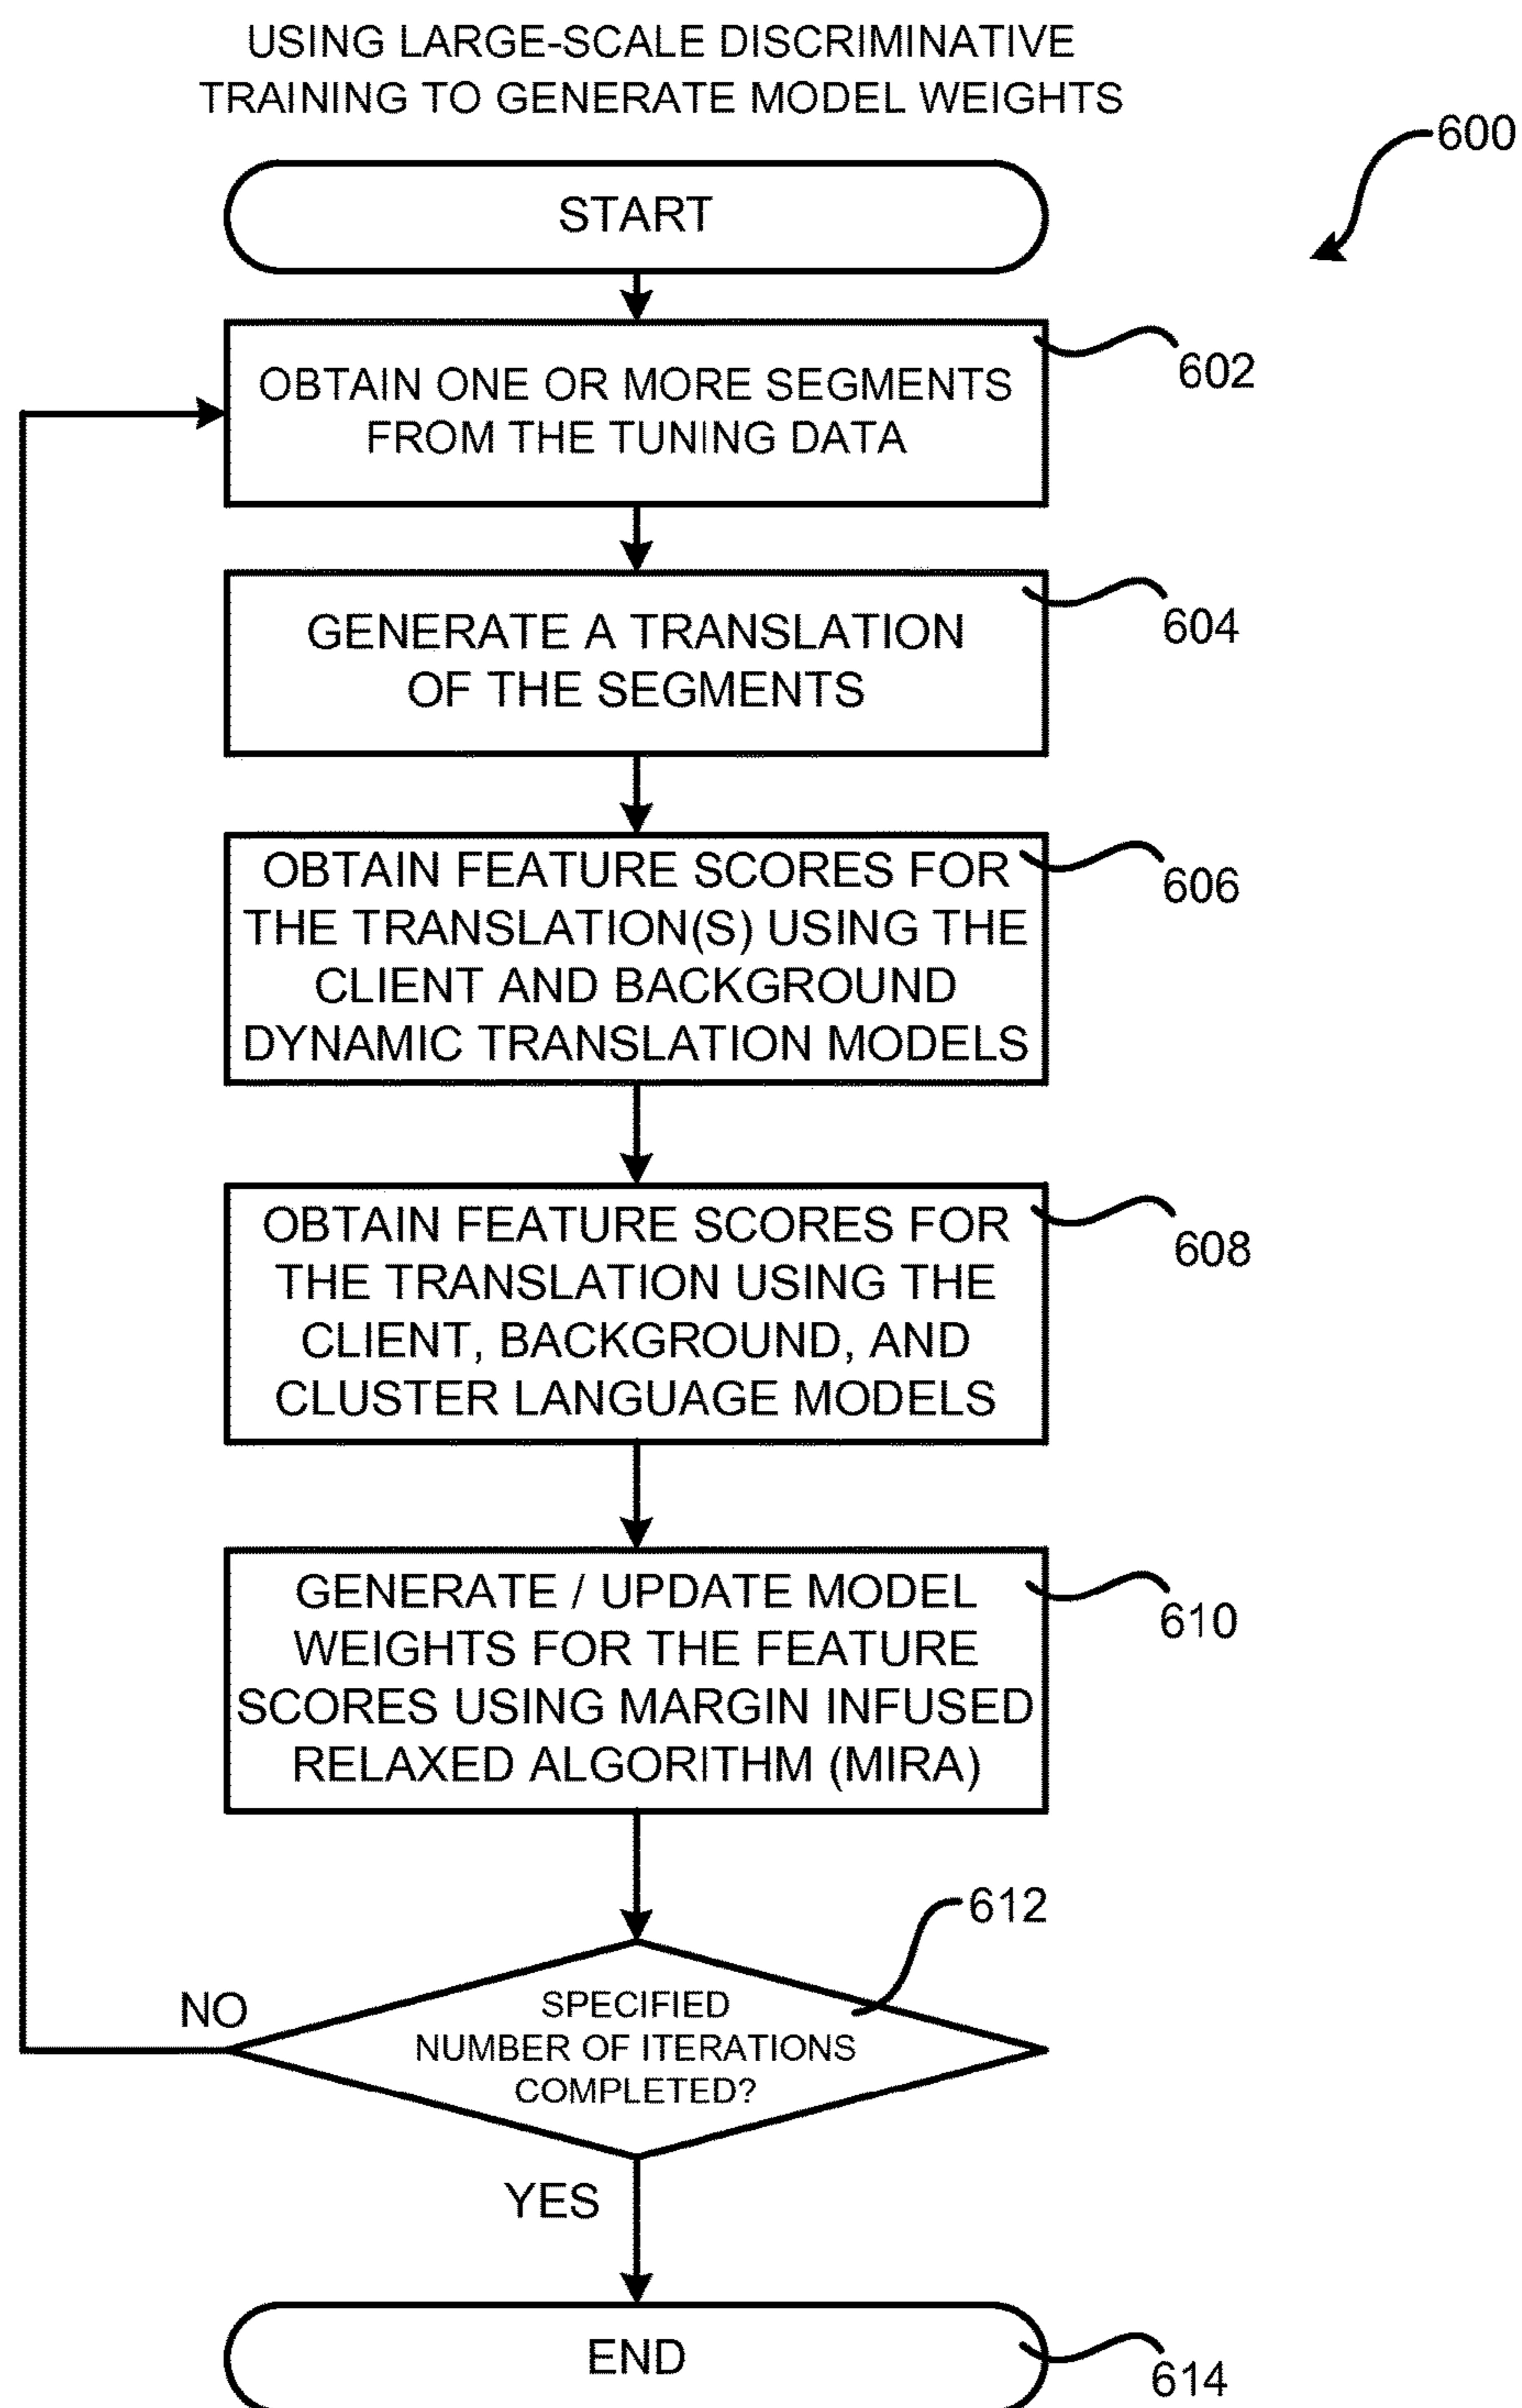 USING LARGE-SCALE DISCRIMINATIVE
TRAINING TO GENERATE MODEL WEIGHTS
600
START
602
OBTAIN ONE OR MORE SEGMENTS
FROM THE TUNING DATA
604
GENERATE A TRANSLATION
OF THE SEGMENTS
606
OBTAIN FEATURE SCORES FOR
THE TRANSLATION(S) USING THE
CLIENT AND BACKGROUND
DYNAMIC TRANSLATION MODELS
608
OBTAIN FEATURE SCORES FOR
THE TRANSLATION USING THE
CLIENT, BACKGROUND, AND
CLUSTER LANGUAGE MODELS
610
GENERATE / UPDATE MODEL
WEIGHTS FOR THE FEATURE
SCORES USING MARGIN INFUSED
RELAXED ALGORITHM (MIRA)
612
NO
SPECIFIED
NUMBER OF ITERATIONS
COMPLETED?
YES
END
614